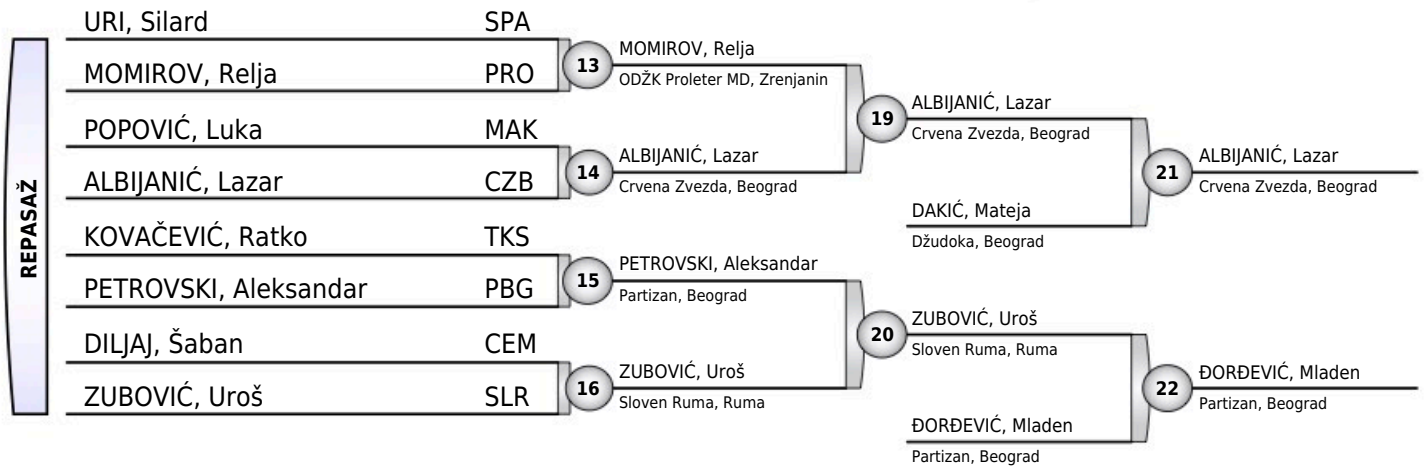 REPASAŽ
URI, Silard SPA
MOMIROV, Relja PRO
POPOVIĆ, Luka MAK
ALBIJANIĆ, Lazar CZB
KOVAČEVIĆ, Ratko TKS
PETROVSKI, Aleksandar PBG
DILJAJ, Šaban CEM
ZUBOVIĆ, Uroš SLR
13
MOMIROV, Relja
ODŽK Proleter MD, Zrenjanin
14
ALBIJANIĆ, Lazar
Crvena Zvezda, Beograd
15
PETROVSKI, Aleksandar
Partizan, Beograd
16
ZUBOVIĆ, Uroš
Sloven Ruma, Ruma
19
ALBIJANIĆ, Lazar
Crvena Zvezda, Beograd
DAKIĆ, Mateja
Džudoka, Beograd
20
ZUBOVIĆ, Uroš
Sloven Ruma, Ruma
ĐORĐEVIĆ, Mladen
Partizan, Beograd
21
ALBIJANIĆ, Lazar
Crvena Zvezda, Beograd
22
ĐORĐEVIĆ, Mladen
Partizan, Beograd